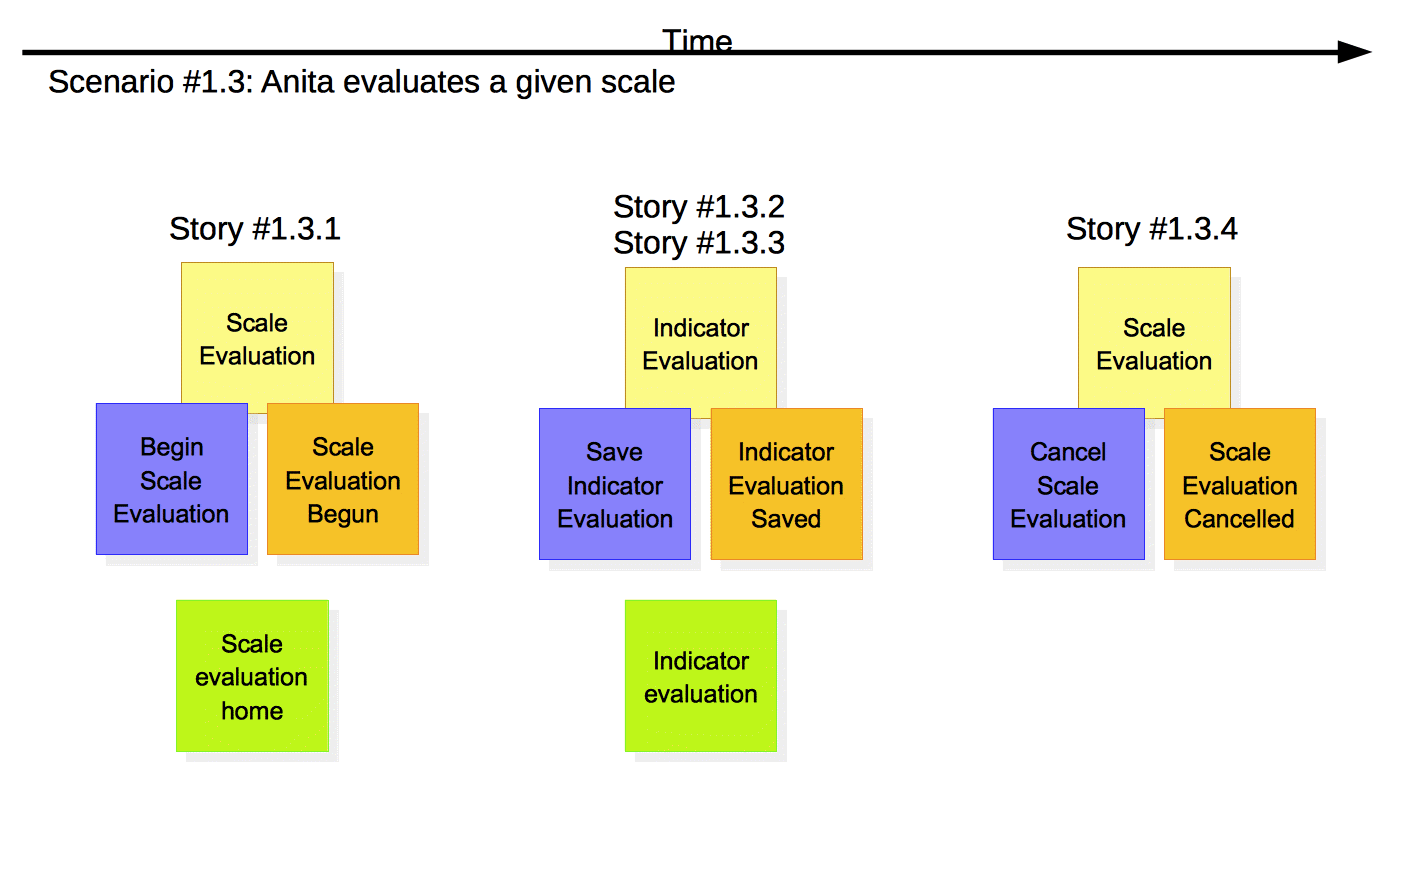 Time
Scenario #1.3: Anita evaluates a given scale
Story #1.3.1
Scale
Evaluation
Begin
Scale
Evaluation
Scale
Evaluation
Begun
Scale
evaluation
home
Story #1.3.2
Story #1.3.3
Indicator
Evaluation
Save
Indicator
Evaluation
Indicator
Evaluation
Saved
Indicator
evaluation
Story #1.3.4
Scale
Evaluation
Cancel
Scale
Evaluation
Scale
Evaluation
Cancelled